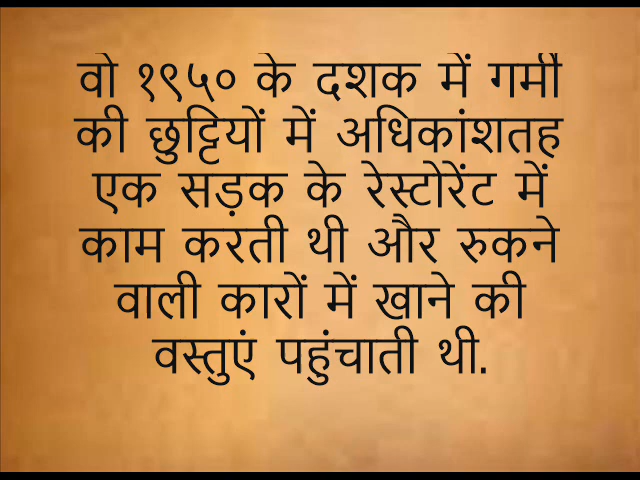 वो १९५० के दशक में गर्मी
की छुट्टियों में अधिकांशतह
एक सड़क के रेस्टोरेंट में
काम करती थी और रुकने
वाली कारों में खाने की
वस्तुएं पहुंचाती थी.